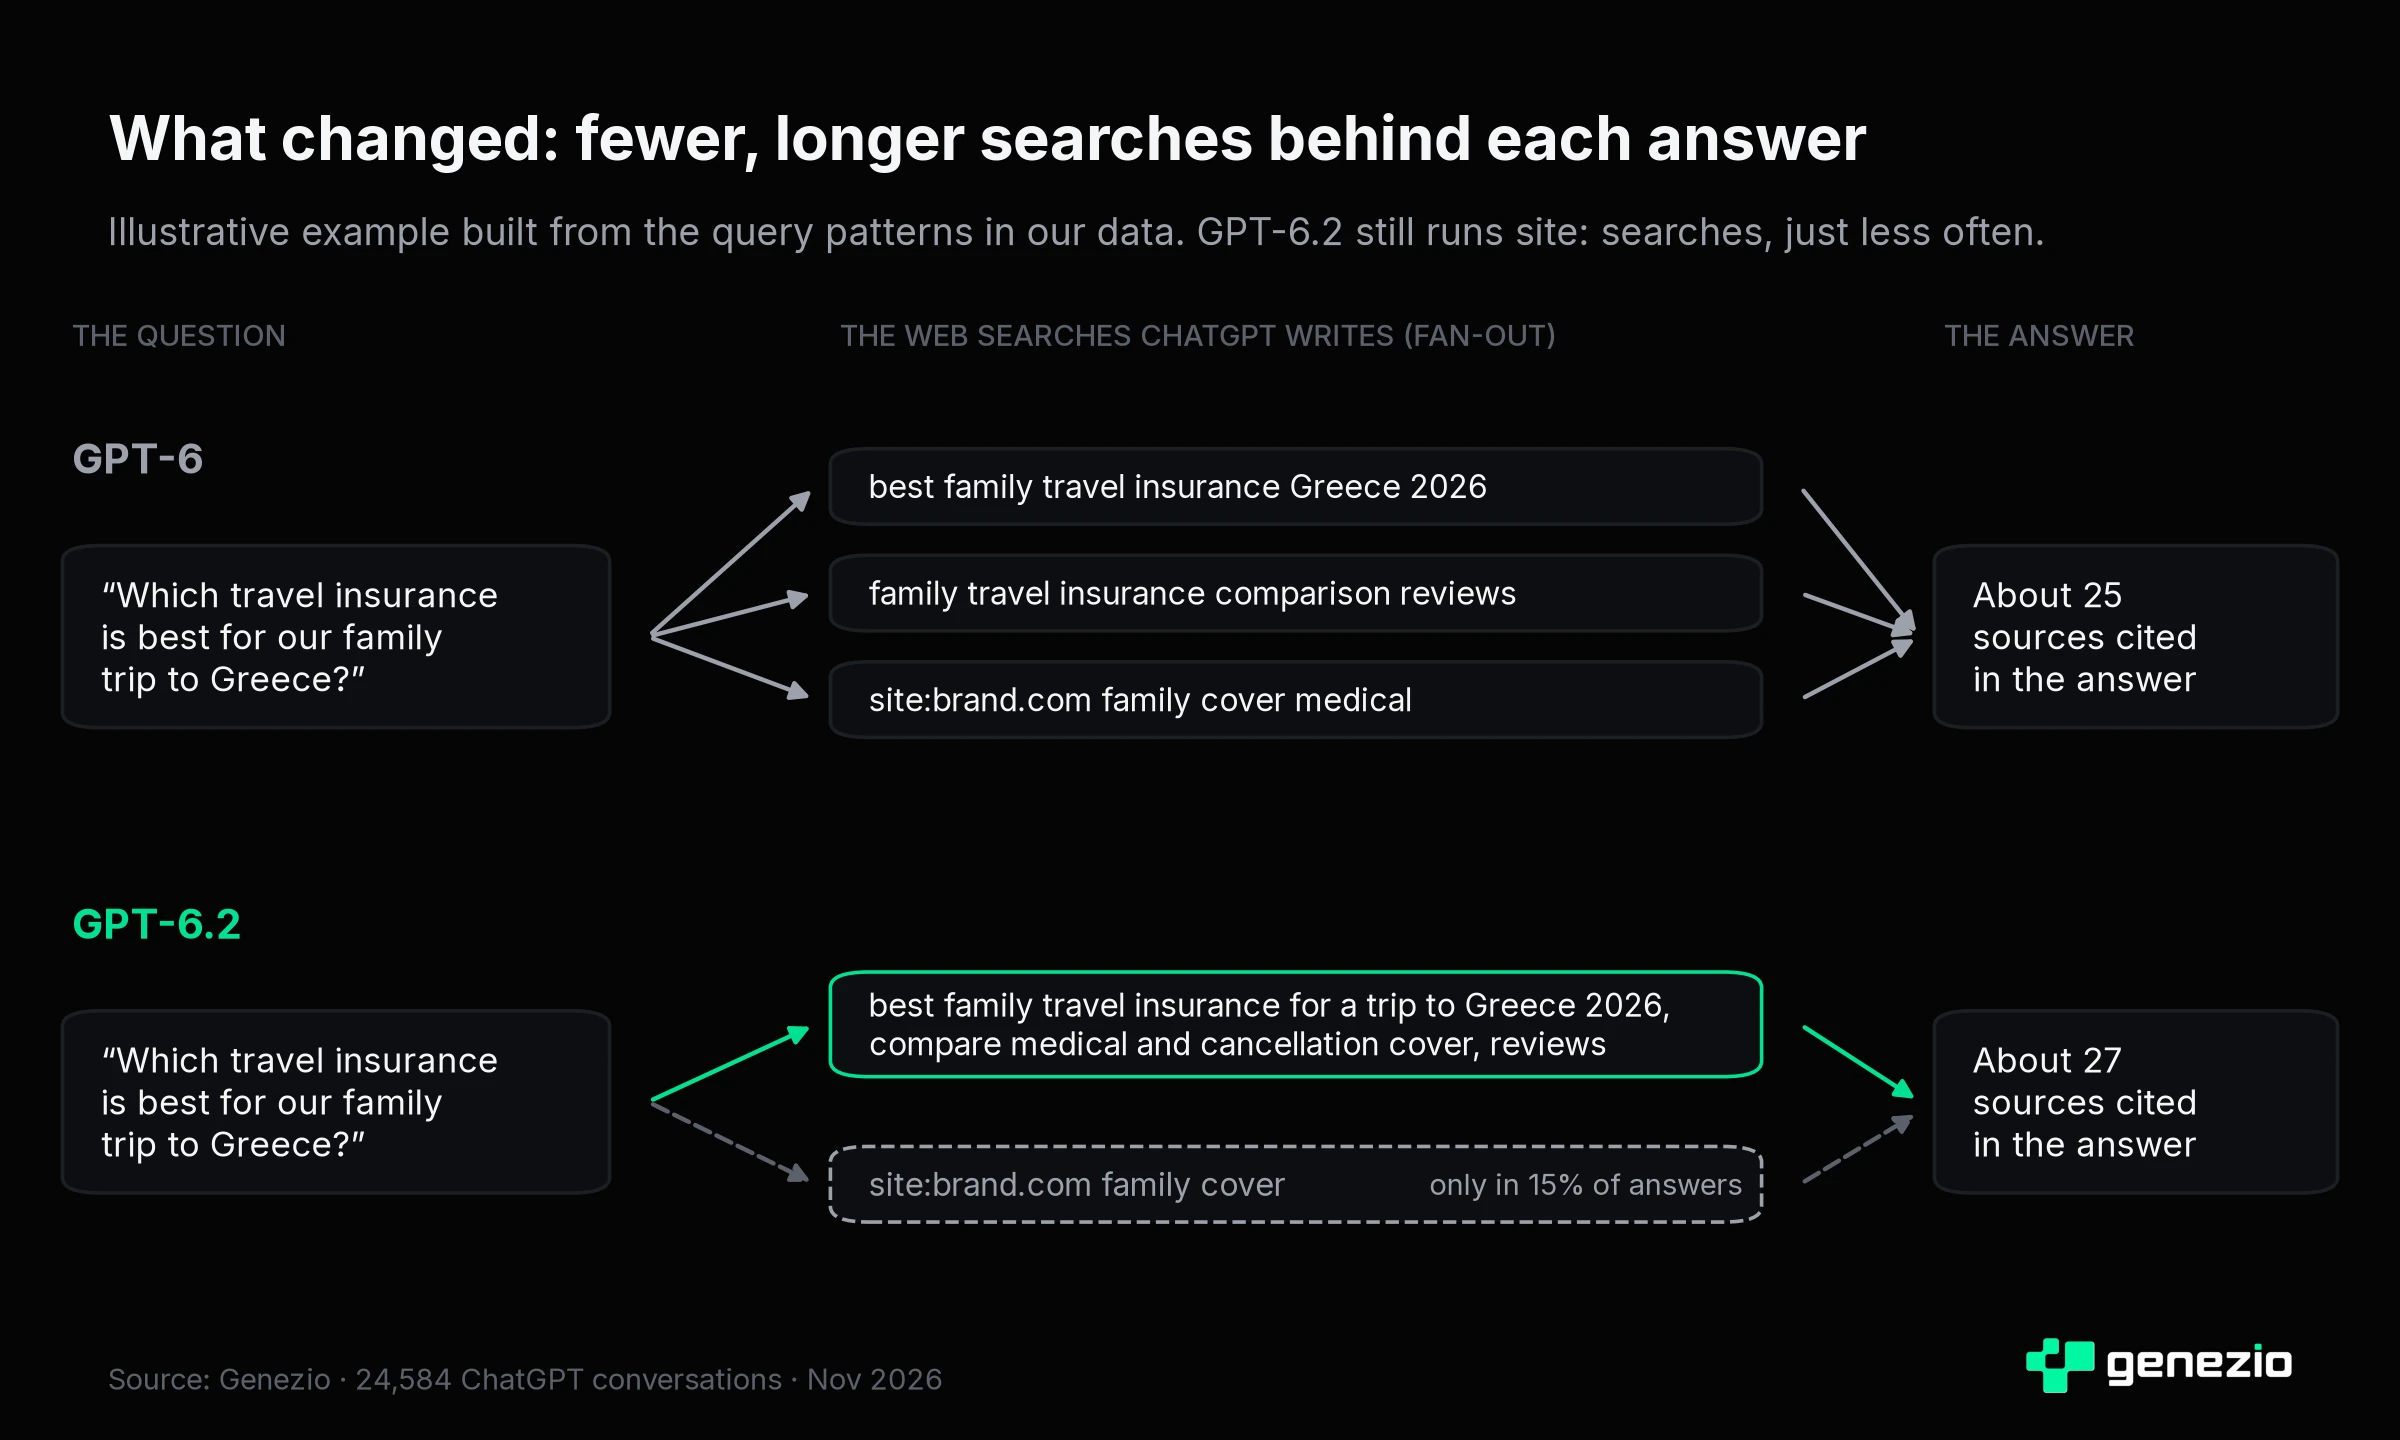 What changed: fewer, longer searches behind each answer
Illustrative example built from the query patterns in our data. GPT-6.2 still runs site: searches, just less often.
THE QUESTION
THE WEB SEARCHES CHATGPT WRITES (FAN-OUT)
THE ANSWER
GPT-6
“Which travel insurance
is best for our family
trip to Greece?”
best family travel insurance Greece 2026
family travel insurance comparison reviews
site:brand.com family cover medical
About 25
sources cited
in the answer
GPT-6.2
“Which travel insurance
is best for our family
trip to Greece?”
best family travel insurance for a trip to Greece 2026,
compare medical and cancellation cover, reviews
site:brand.com family cover
only in 15% of answers
About 27
sources cited
in the answer
Source: Genezio · 24,584 ChatGPT conversations · Nov 2026
genezio